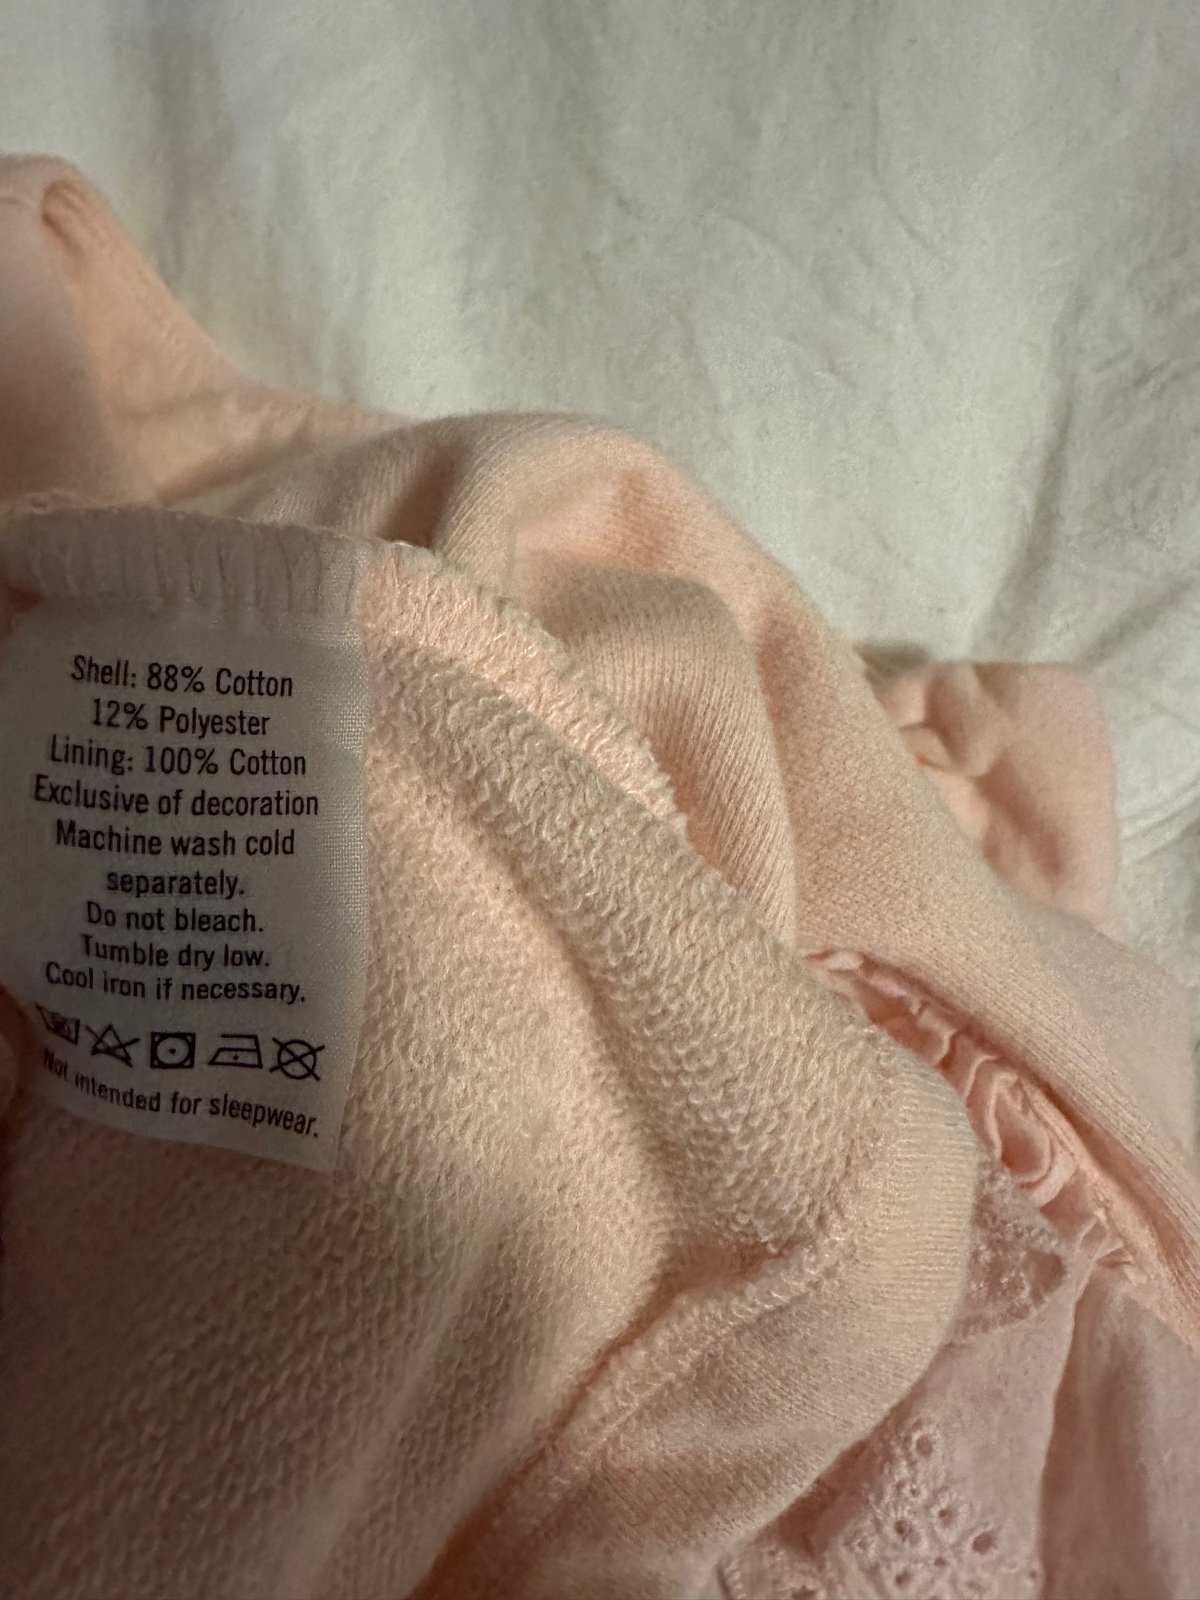 Shell: 88% Cotton
12% Polyester
Lining: 100% Cotton
Exclusive of decoration
Machine wash cold
separately.
Do not bleach.
Tumble dry low.
Cool iron if necessary.
Not intended for sleepwear.